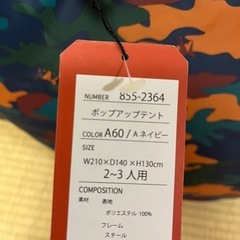 NUMBER 855-2364
ポップアップテント
COLOR A60/Aネイビー
SIZE
W210×D140×H130cm
2~3人用
COMPOSITION
素材 表地
ポリエステル 100%
フレーム
スチール